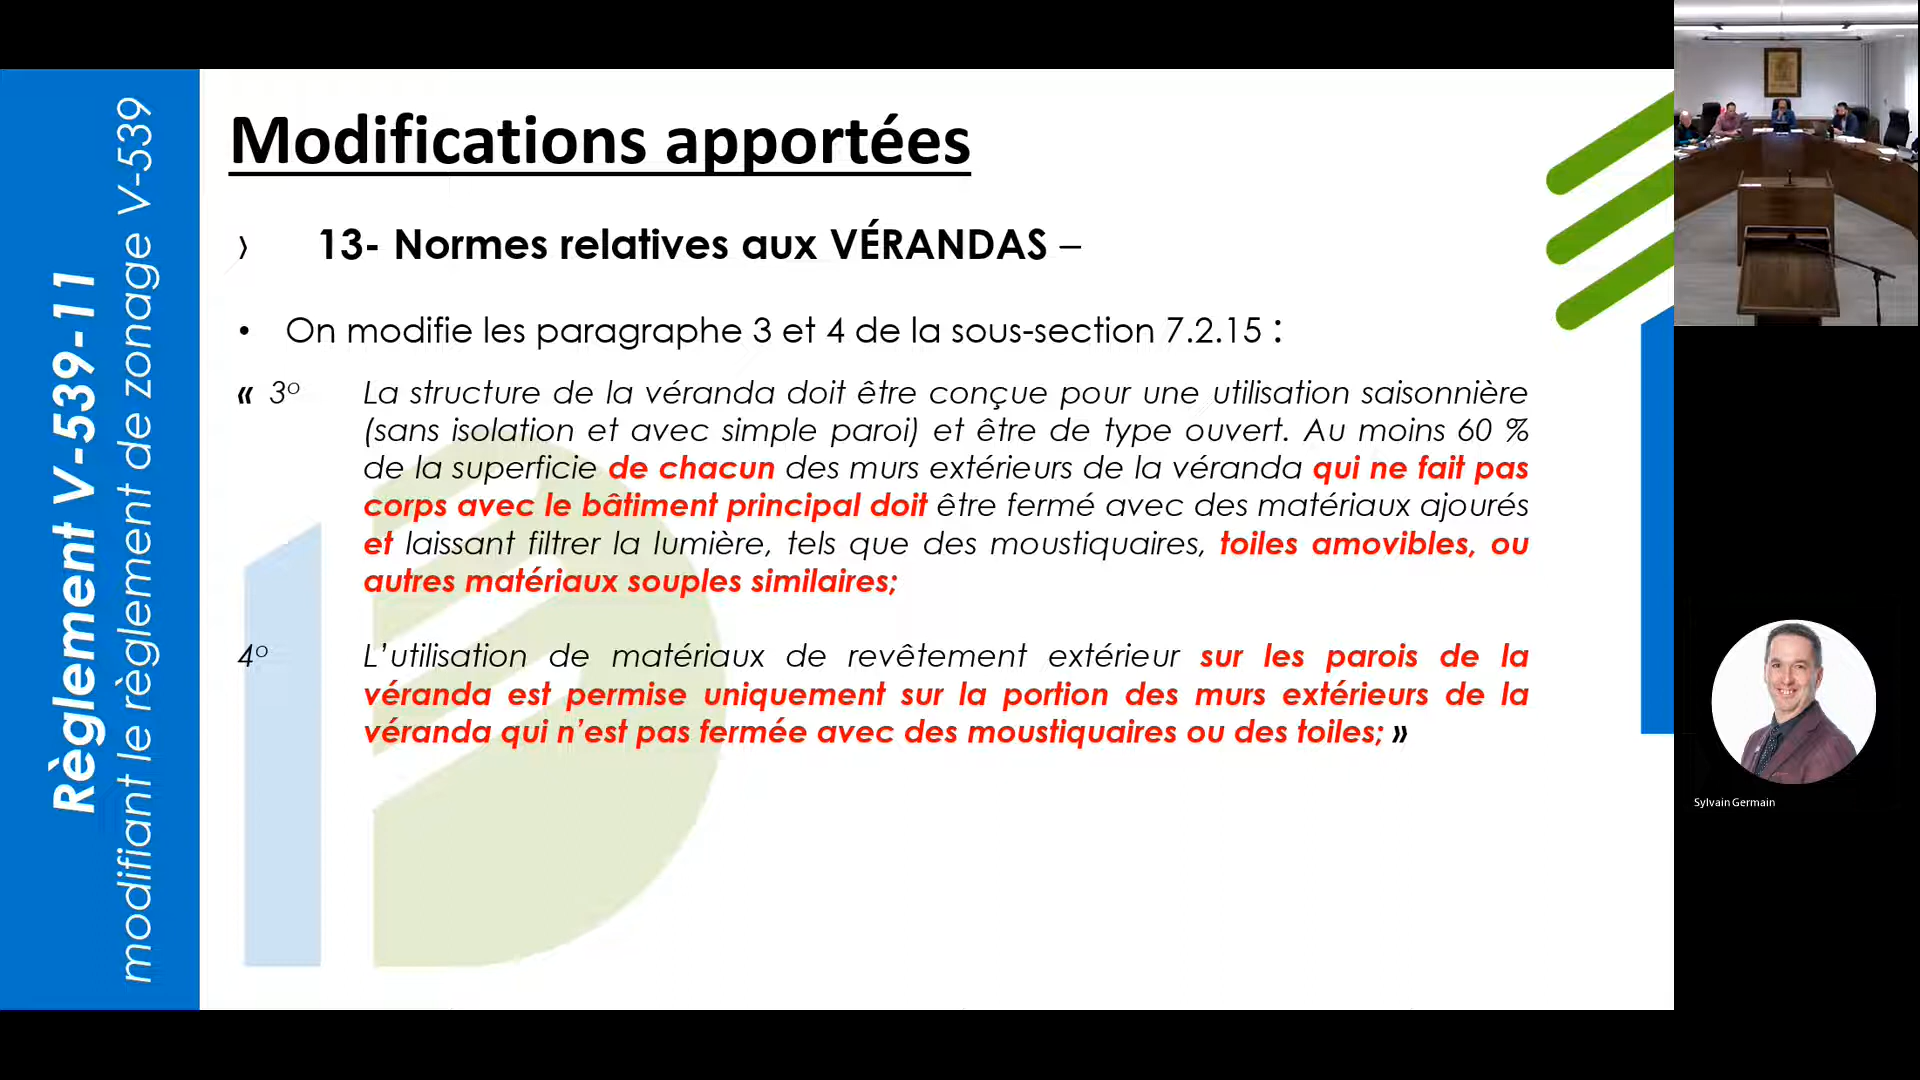 Règlement V-539-11
modifiant le règlement de zonage V-539
Modifications apportées
› 13- Normes relatives aux VÉRANDAS –
• On modifie les paragraphe 3 et 4 de la sous-section 7.2.15 :
« 3° La structure de la véranda doit être conçue pour une utilisation saisonnière
(sans isolation et avec simple paroi) et être de type ouvert. Au moins 60 %
de la superficie de chacun des murs extérieurs de la véranda qui ne fait pas
corps avec le bâtiment principal doit être fermé avec des matériaux ajourés
et laissant filtrer la lumière, tels que des moustiquaires, toiles amovibles, ou
autres matériaux souples similaires;
4° L’utilisation de matériaux de revêtement extérieur sur les parois de la
véranda est permise uniquement sur la portion des murs extérieurs de la
véranda qui n’est pas fermée avec des moustiquaires ou des toiles; »
Sylvain Germain